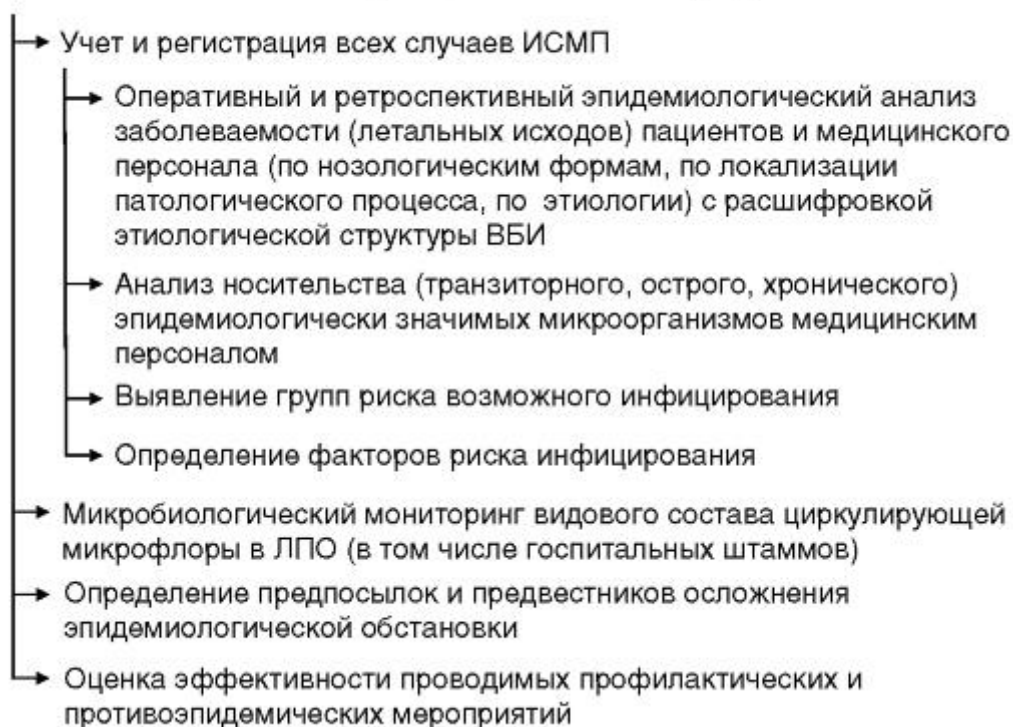 Учет и регистрация всех случаев ИСМП
Оперативный и ретроспективный эпидемиологический анализ
заболеваемости (летальных исходов) пациентов и медицинского
персонала (по нозологическим формам, по локализации
патологического процесса, по этиологии) с расшифровкой
этиологической структуры ВБИ
Анализ носительства (транзиторного, острого, хронического)
эпидемиологически значимых микроорганизмов медицинским
персоналом
Выявление групп риска возможного инфицирования
Определение факторов риска инфицирования
Микробиологический мониторинг видового состава циркулирующей
микрофлоры в ЛПО (в том числе госпитальных штаммов)
Определение предпосылок и предвестников осложнения
эпидемиологической обстановки
Оценка эффективности проводимых профилактических и
противоэпидемических мероприятий